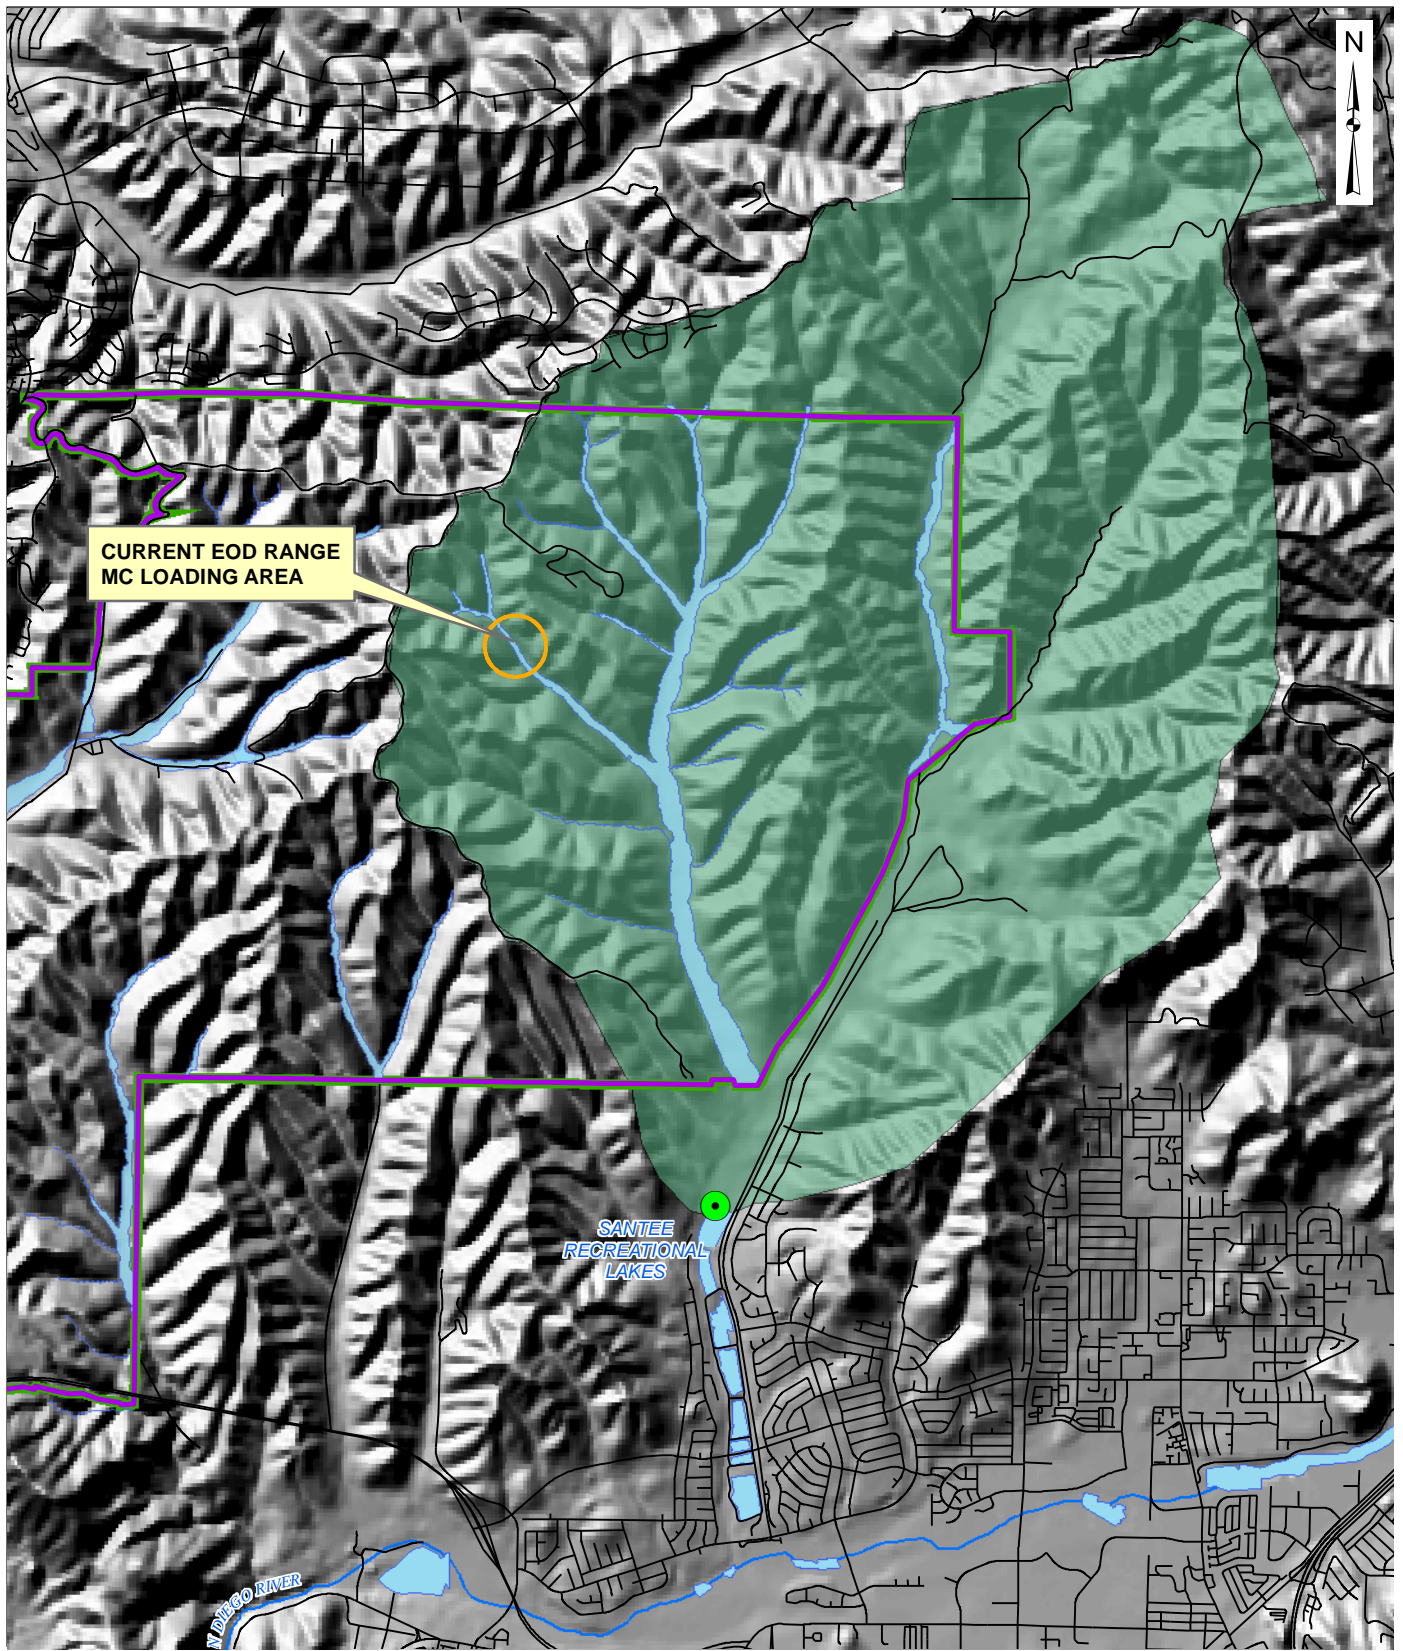 N
CURRENT EOD RANGE
MC LOADING AREA
SANTEE
RECREATIONAL
LAKES
N DIEGO RIVER